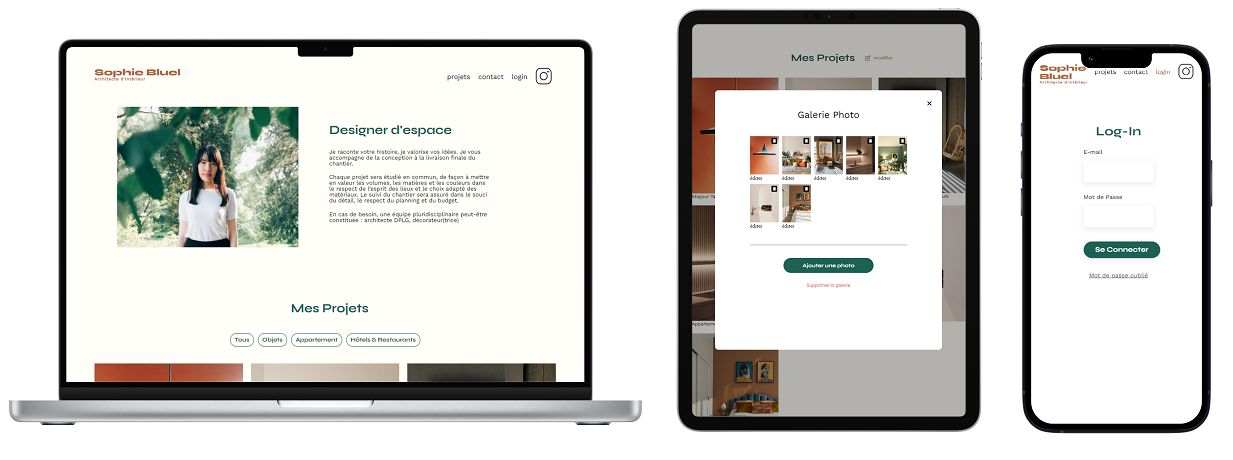 Sophie Bluel
Architecte d'intérieur
projets contact login
Designer d'espace
Je raconte votre histoire, je valorise vos idées. Je vous
accompagne de la conception à la livraison finale du
chantier.
Chaque projet sera étudié en commun, de façon à mettre
en valeur les volumes, les matières et les couleurs dans
le respect de l'esprit des lieux et le choix adapté des
matériaux. Le suivi du chantier sera assuré dans le souci
du détail, le respect du planning et du budget.
En cas de besoin, une équipe pluridisciplinaire peut-être
constituée : architecte DPLG, décorateur(trice)
Mes Projets
Tous Objets Appartement Hôtels & Restaurants
Mes Projets modifier
Galerie Photo
éditer éditer éditer éditer éditer
éditer éditer
Abajour
Appartement
Ajouter une photo
Supprimer la galerie
Sophie
Bluel
Architecte d'intérieur
projets contact login
Log-In
E-mail
Mot de Passe
Se Connecter
Mot de passe oublié